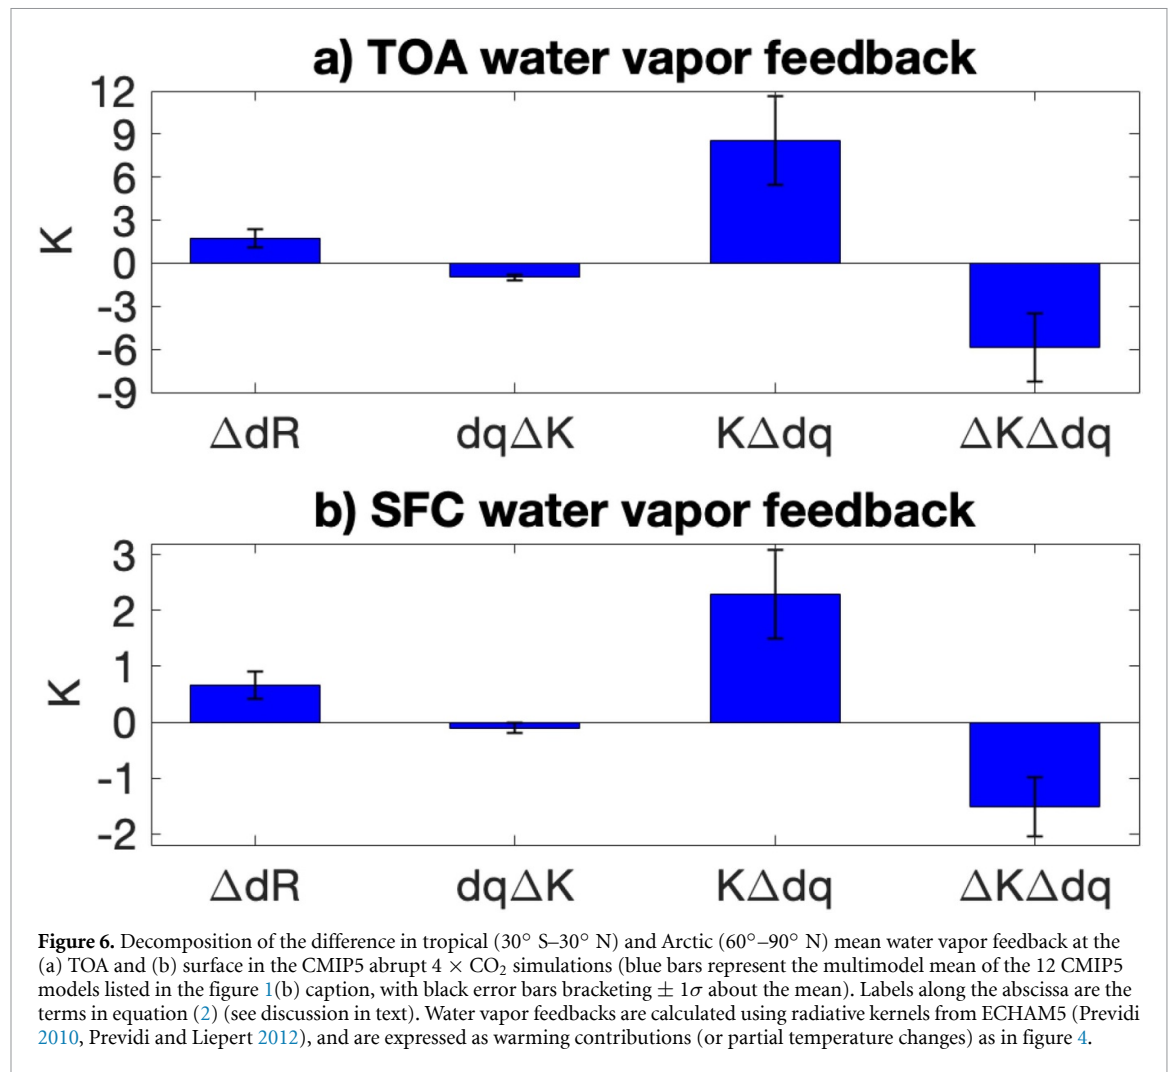 a) TOA water vapor feedback
12
9
6
3
0
-3
-6
-9
K
ΔdR dqΔK KΔdq ΔKΔdq
b) SFC water vapor feedback
3
2
1
0
-1
-2
K
ΔdR dqΔK KΔdq ΔKΔdq
Figure 6. Decomposition of the difference in tropical (30° S–30° N) and Arctic (60°–90° N) mean water vapor feedback at the
(a) TOA and (b) surface in the CMIP5 abrupt 4 × CO₂ simulations (blue bars represent the multimodel mean of the 12 CMIP5
models listed in the figure 1(b) caption, with black error bars bracketing ± 1σ about the mean). Labels along the abscissa are the
terms in equation (2) (see discussion in text). Water vapor feedbacks are calculated using radiative kernels from ECHAM5 (Previdi
2010, Previdi and Liepert 2012), and are expressed as warming contributions (or partial temperature changes) as in figure 4.